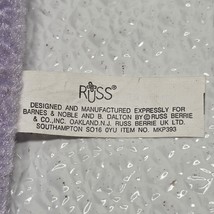 RUSS®
DESIGNED AND MANUFACTURED EXPRESSLY FOR
BARNES & NOBLE AND B. DALTON BY © RUSS BERRIE
& CO., INC. OAKLAND, N.J. RUSS BERRIE UK LTD.
SOUTHAMPTON SO16 0YU ITEM NO. MKP393